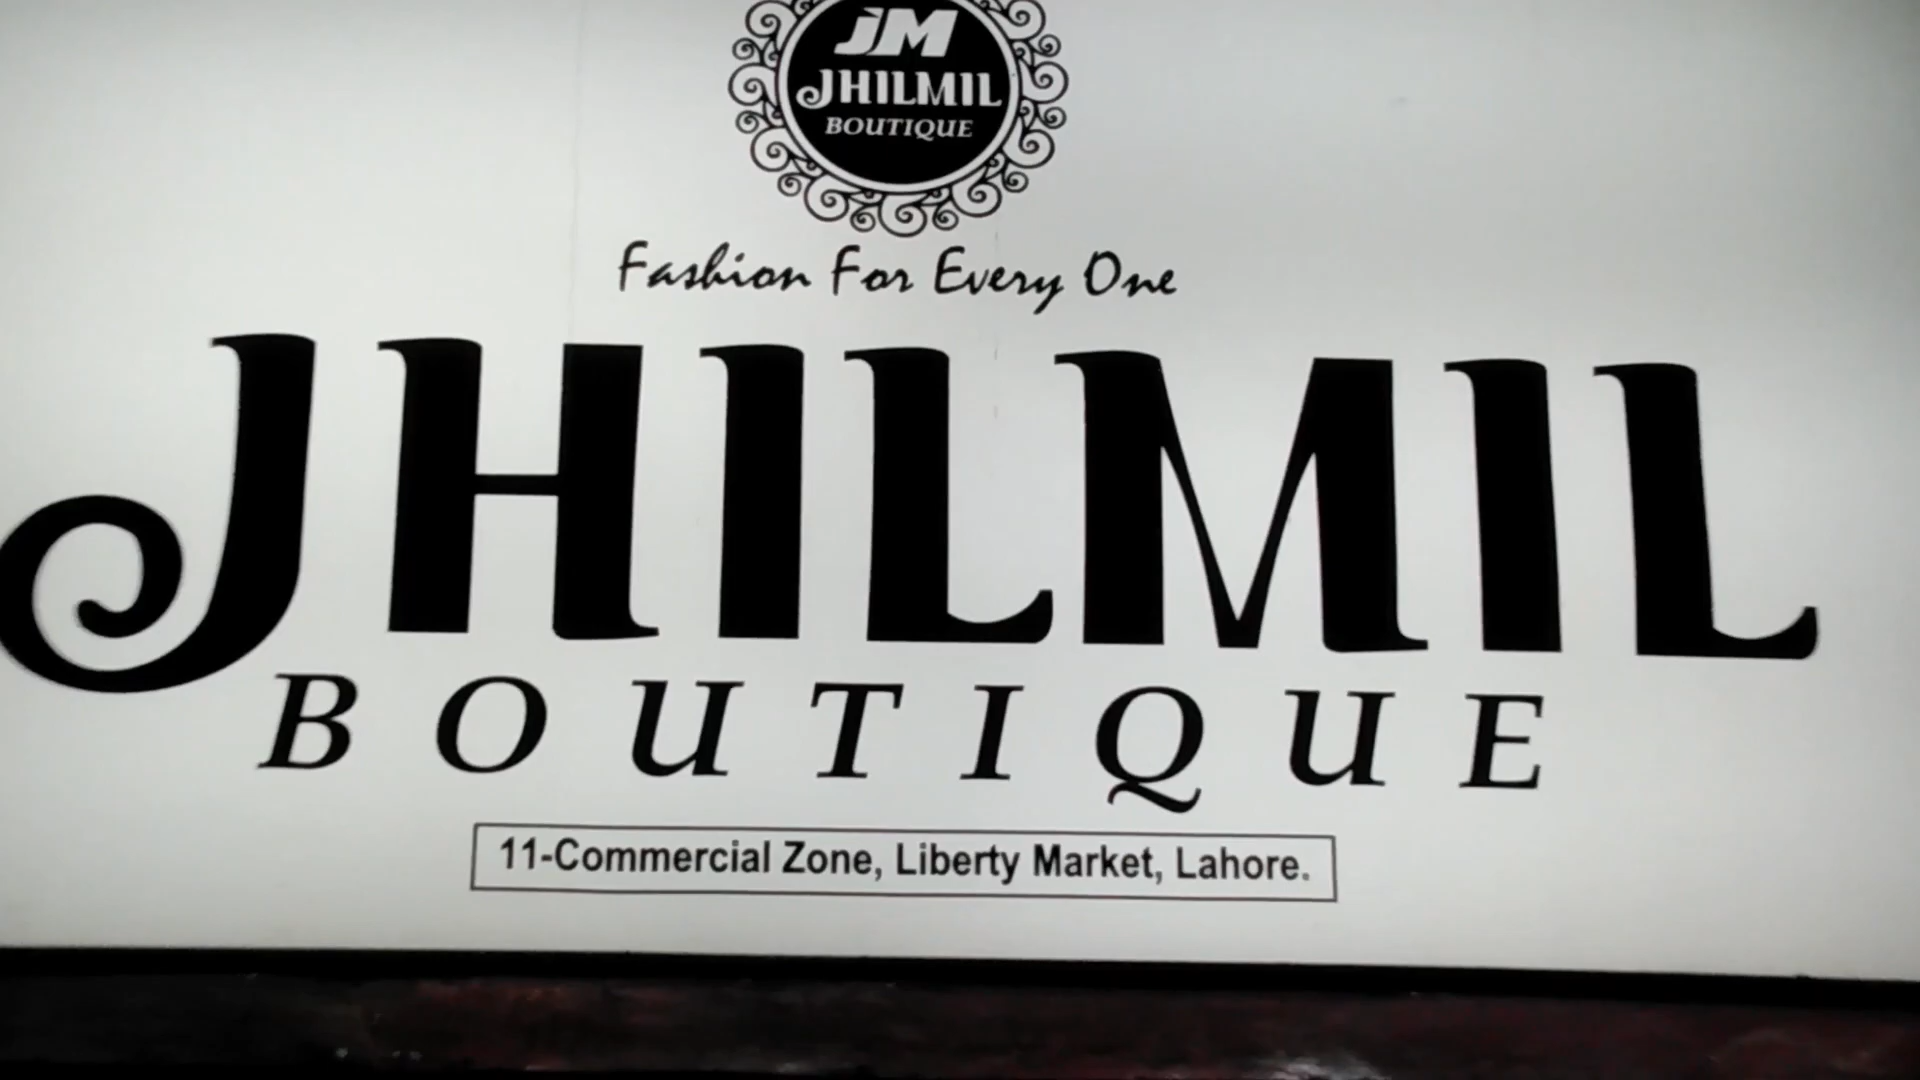 JM
JHILMIL
BOUTIQUE
Fashion For Every One
JHILMIL
BOUTIQUE
11-Commercial Zone, Liberty Market, Lahore.